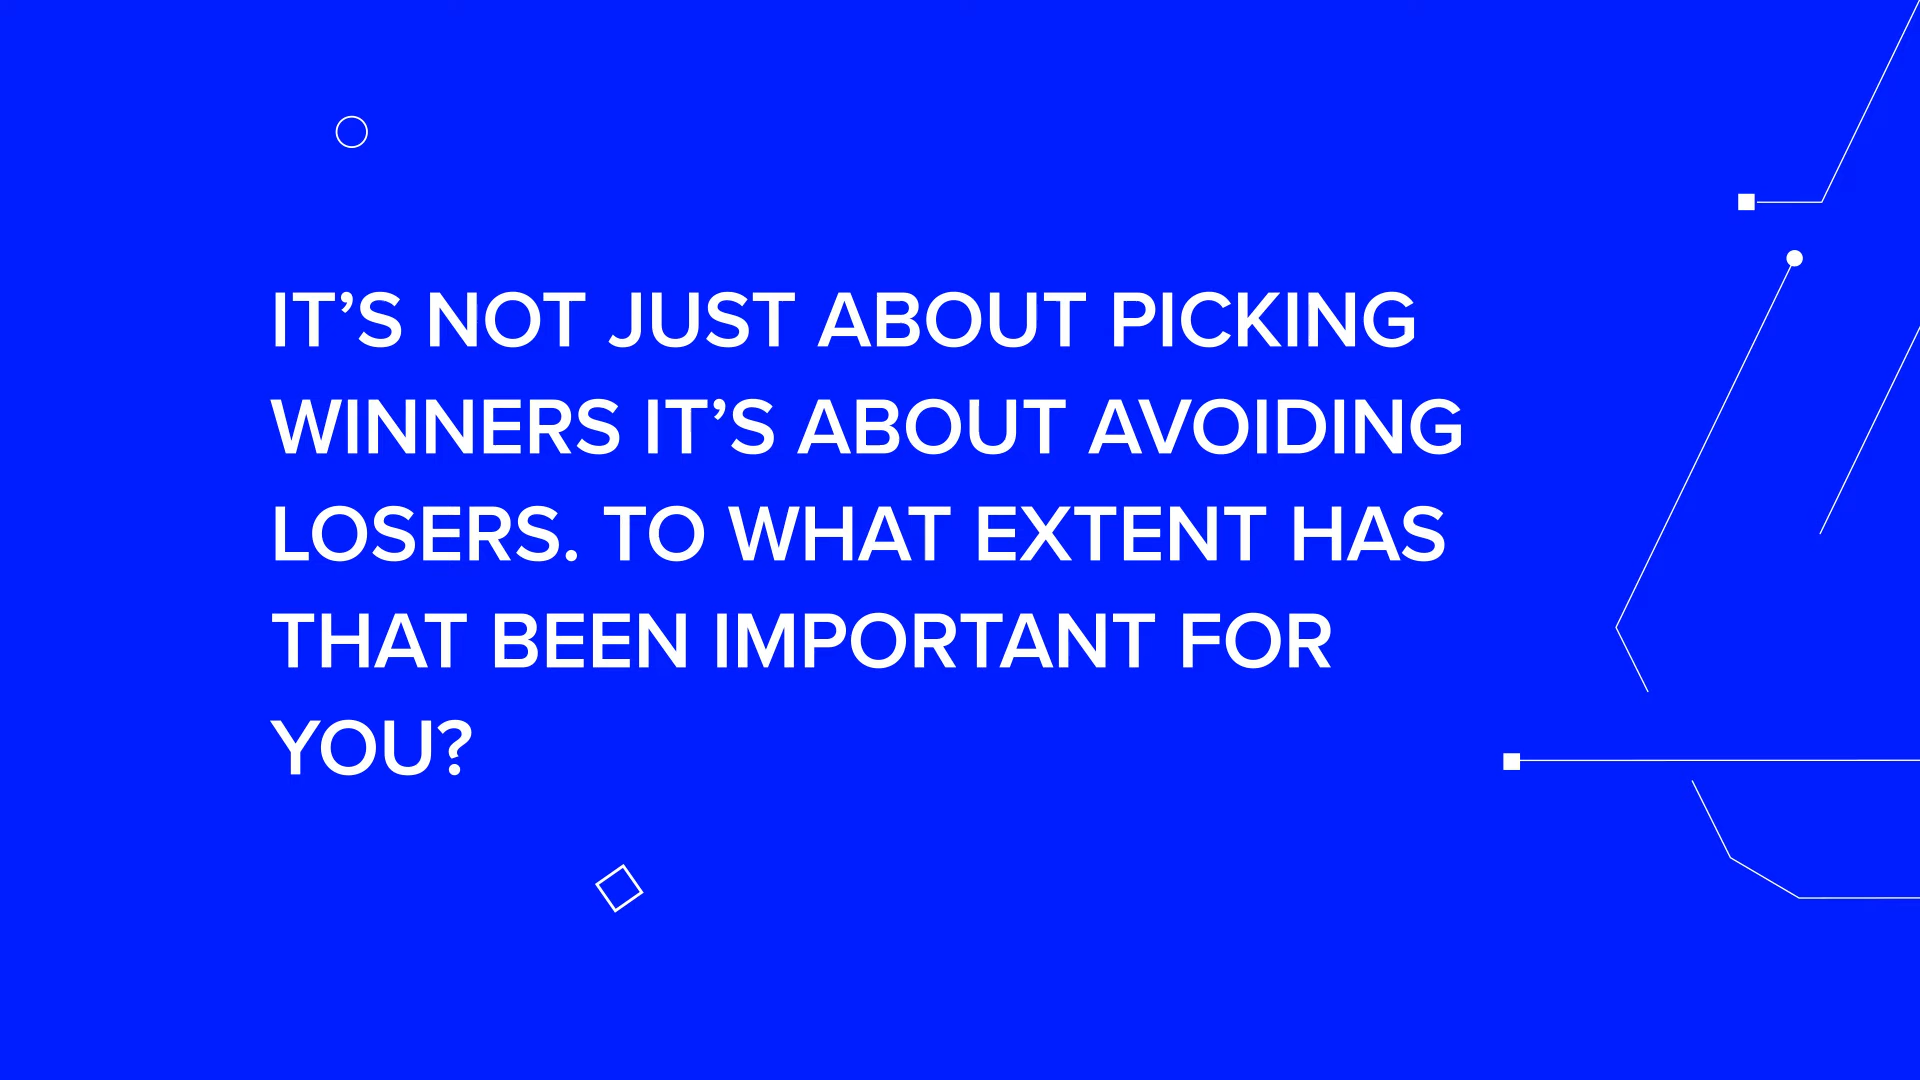 IT’S NOT JUST ABOUT PICKING
WINNERS IT’S ABOUT AVOIDING
LOSERS. TO WHAT EXTENT HAS
THAT BEEN IMPORTANT FOR
YOU?